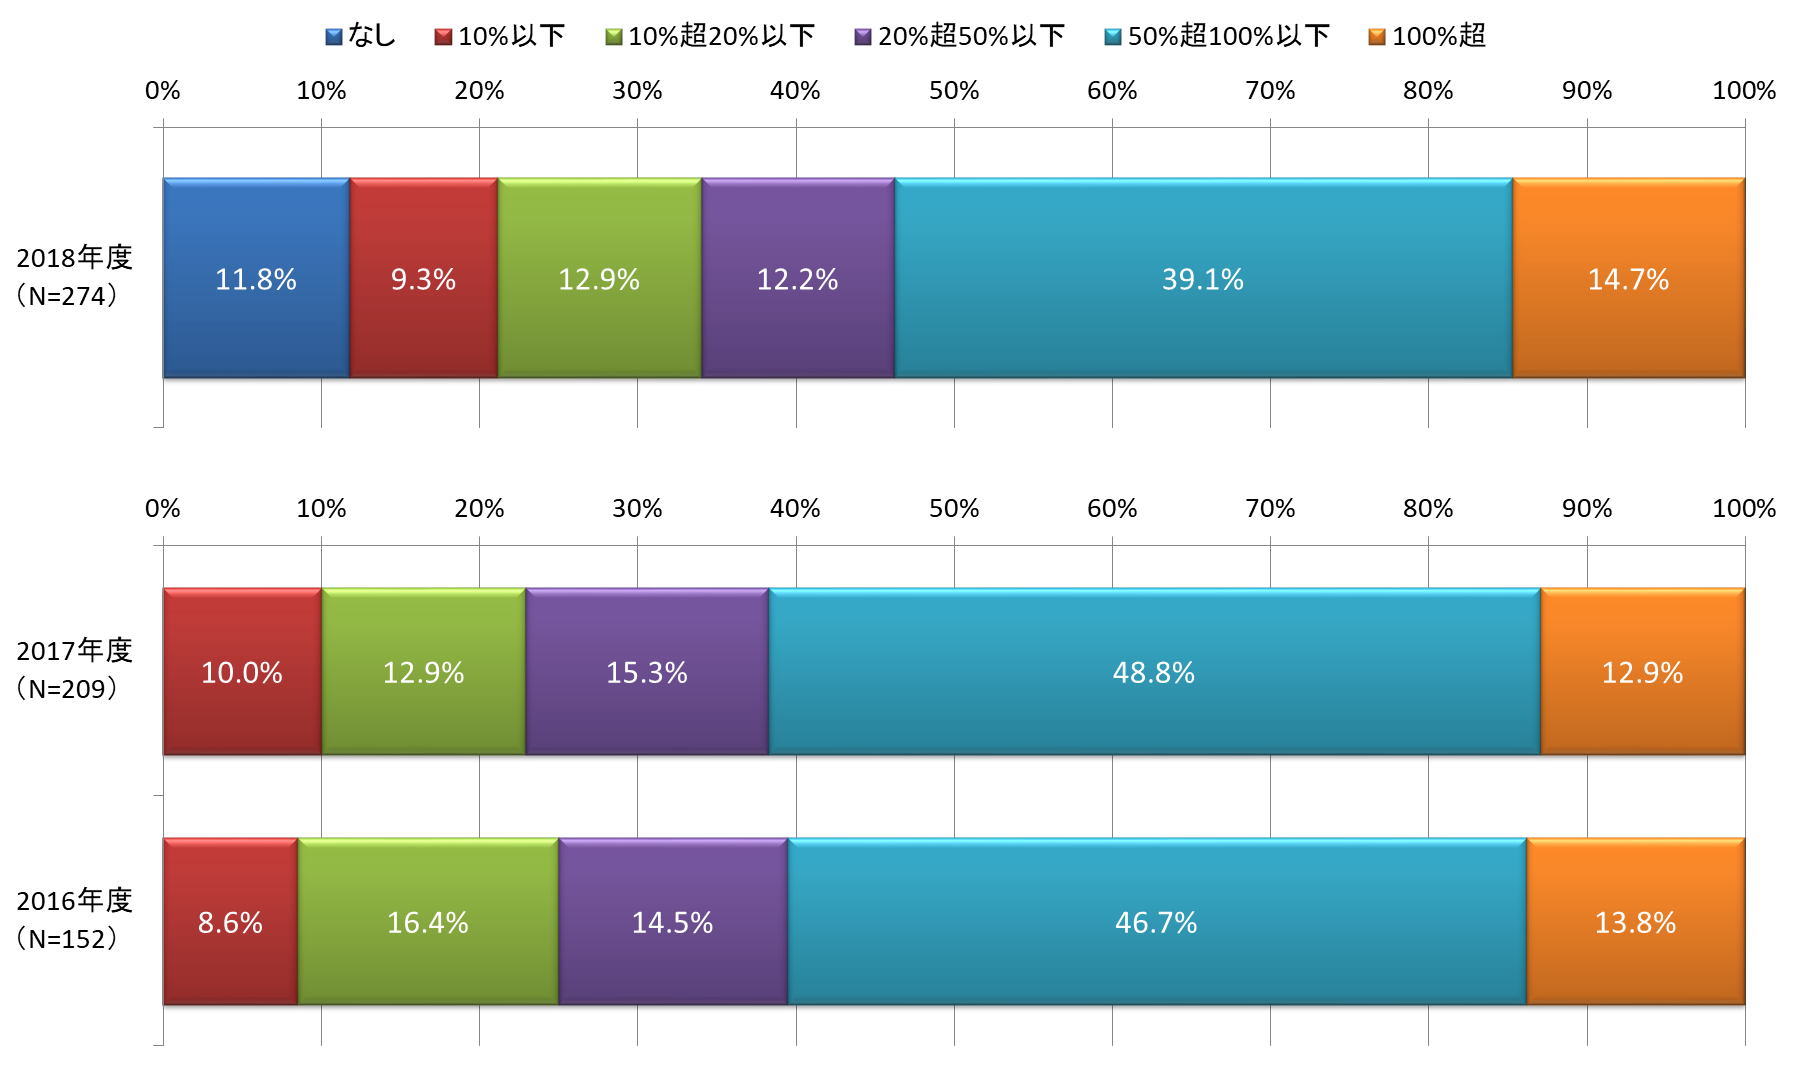 なし 10%以下 10%超20%以下 20%超50%以下 50%超100%以下 100%超
0% 10% 20% 30% 40% 50% 60% 70% 80% 90% 100%
2018年度
（N=274）
11.8% 9.3% 12.9% 12.2% 39.1% 14.7%
0% 10% 20% 30% 40% 50% 60% 70% 80% 90% 100%
2017年度
（N=209）
10.0% 12.9% 15.3% 48.8% 12.9%
2016年度
（N=152）
8.6% 16.4% 14.5% 46.7% 13.8%